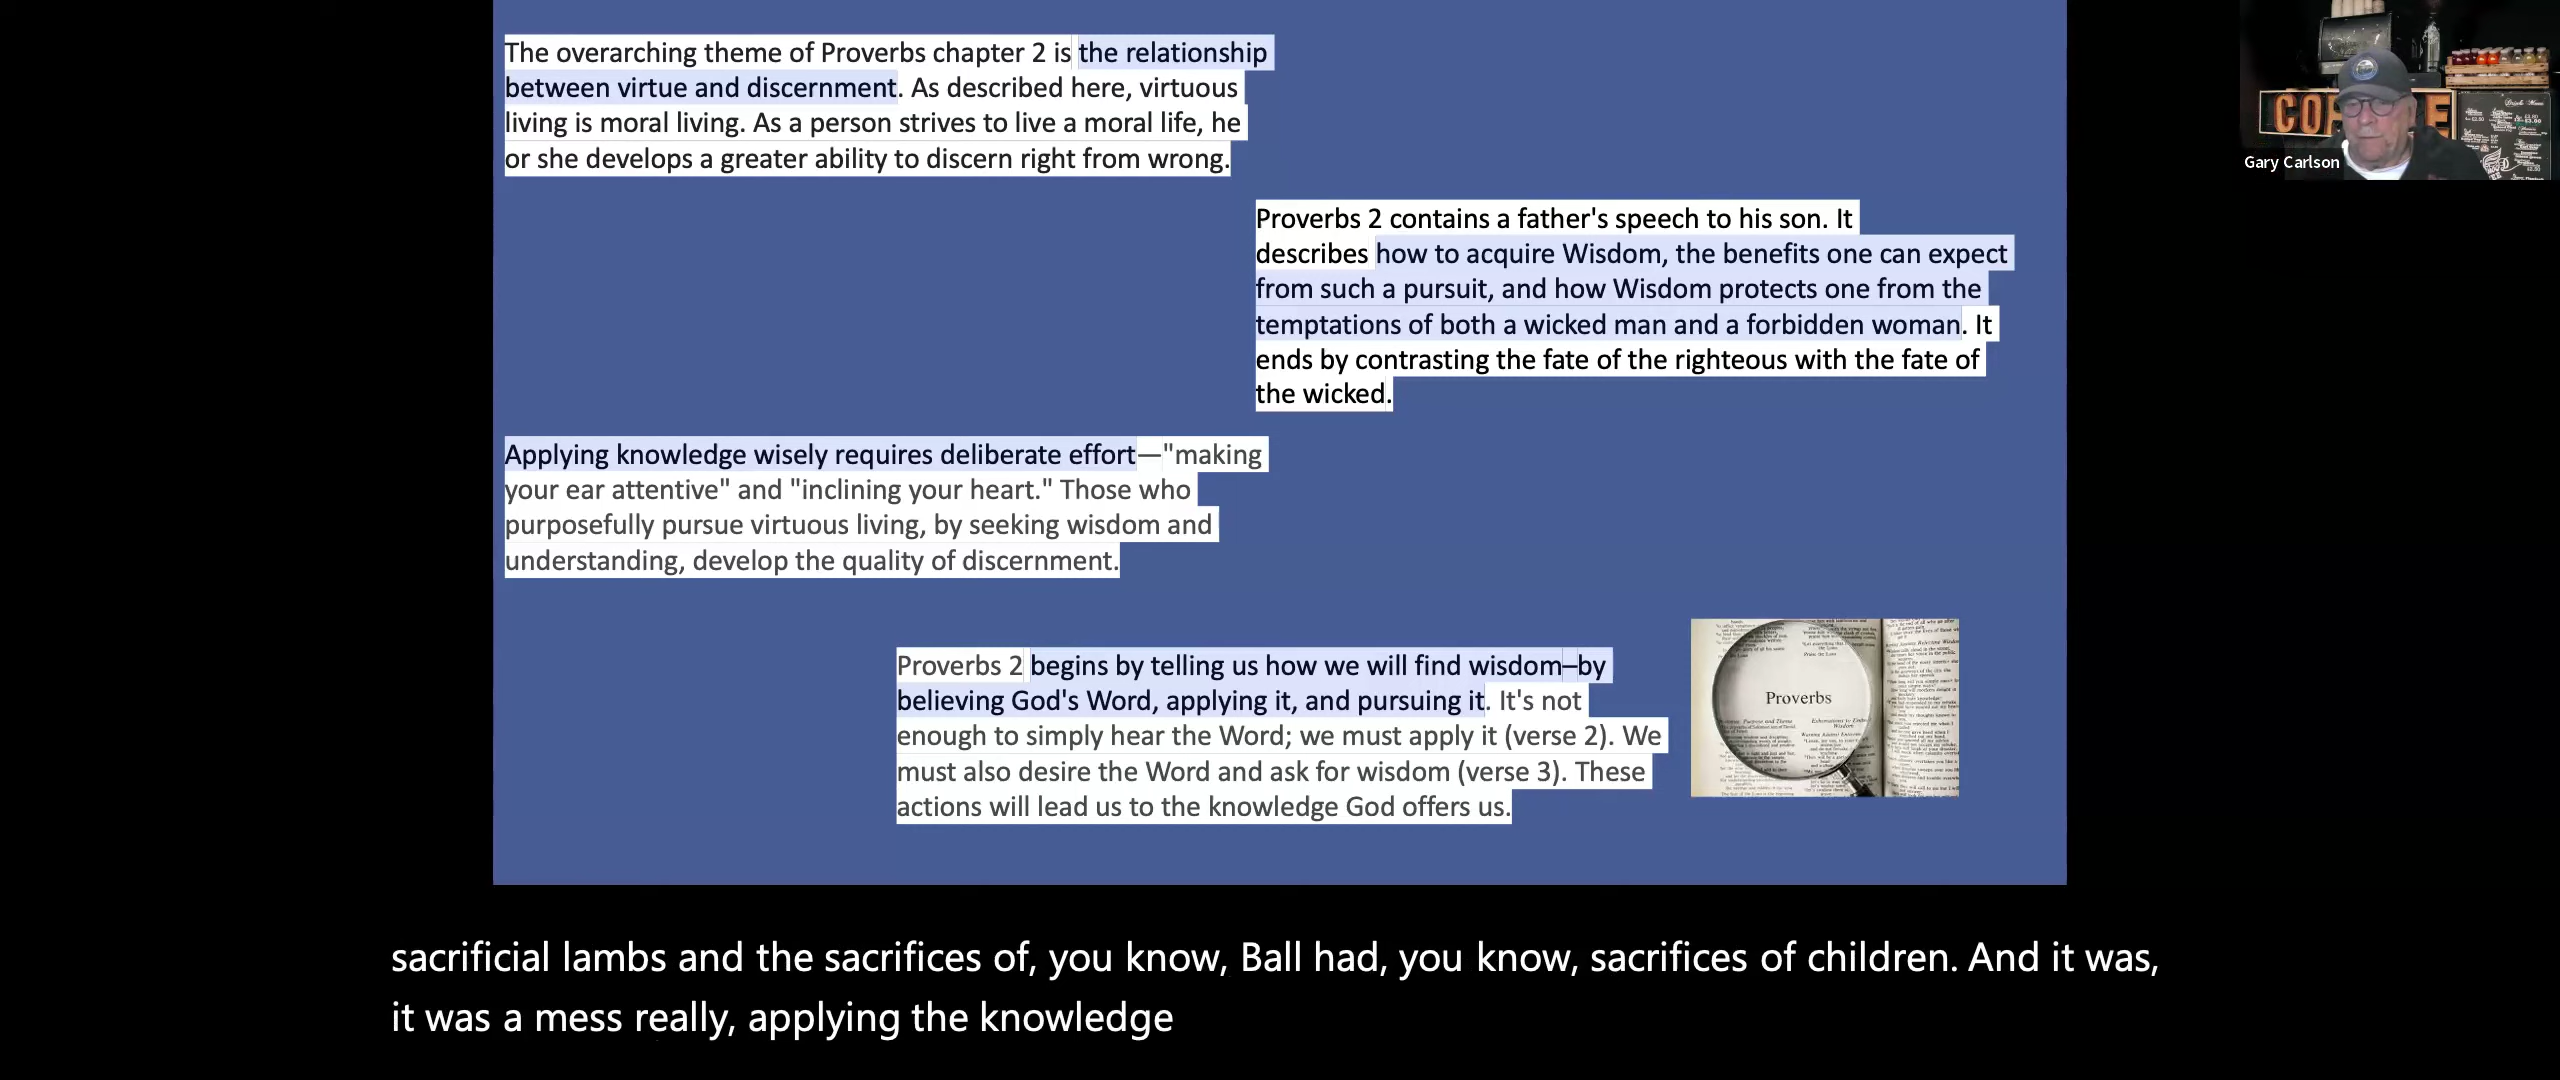 The overarching theme of Proverbs chapter 2 is the relationship
between virtue and discernment. As described here, virtuous
living is moral living. As a person strives to live a moral life, he
or she develops a greater ability to discern right from wrong.
COF E
Gary Carlson
Proverbs 2 contains a father's speech to his son. It
describes how to acquire Wisdom, the benefits one can expect
from such a pursuit, and how Wisdom protects one from the
temptations of both a wicked man and a forbidden woman. It
ends by contrasting the fate of the righteous with the fate of
the wicked.
Applying knowledge wisely requires deliberate effort—"making
your ear attentive" and "inclining your heart." Those who
purposefully pursue virtuous living, by seeking wisdom and
understanding, develop the quality of discernment.
Proverbs 2 begins by telling us how we will find wisdom–by
believing God's Word, applying it, and pursuing it. It's not
enough to simply hear the Word; we must apply it (verse 2). We
must also desire the Word and ask for wisdom (verse 3). These
actions will lead us to the knowledge God offers us.
Proverbs
sacrificial lambs and the sacrifices of, you know, Ball had, you know, sacrifices of children. And it was,
it was a mess really, applying the knowledge